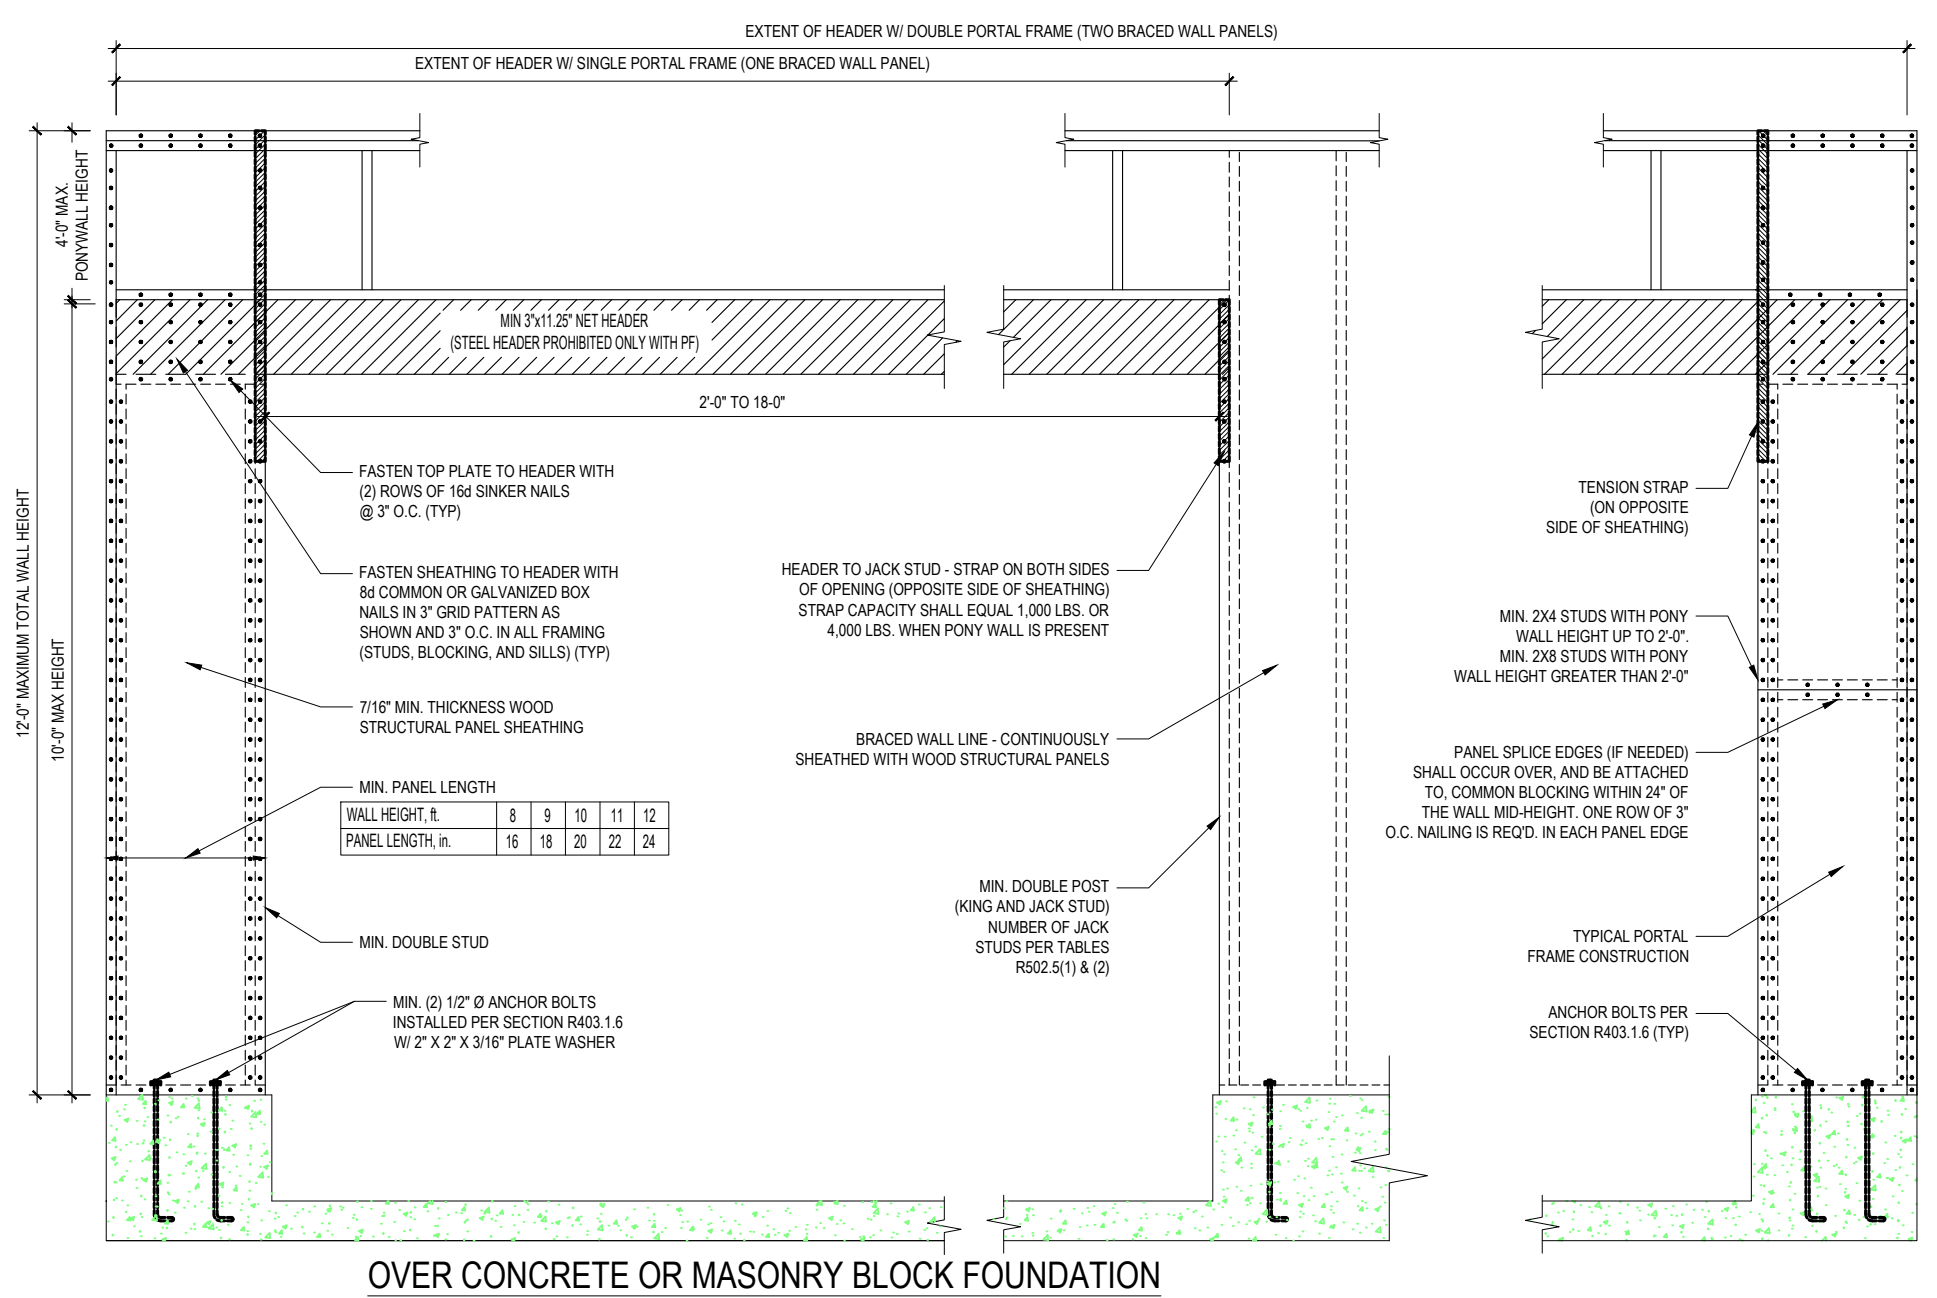 EXTENT OF HEADER W/ DOUBLE PORTAL FRAME (TWO BRACED WALL PANELS)
EXTENT OF HEADER W/ SINGLE PORTAL FRAME (ONE BRACED WALL PANEL)
12'-0" MAXIMUM TOTAL WALL HEIGHT
4'-0" MAX.
PONYWALL HEIGHT
10'-0" MAX HEIGHT
MIN 3"x11.25" NET HEADER
(STEEL HEADER PROHIBITED ONLY WITH PF)
2'-0" TO 18-0"
FASTEN TOP PLATE TO HEADER WITH
(2) ROWS OF 16d SINKER NAILS
@ 3" O.C. (TYP)
FASTEN SHEATHING TO HEADER WITH
8d COMMON OR GALVANIZED BOX
NAILS IN 3" GRID PATTERN AS
SHOWN AND 3" O.C. IN ALL FRAMING
(STUDS, BLOCKING, AND SILLS) (TYP)
7/16" MIN. THICKNESS WOOD
STRUCTURAL PANEL SHEATHING
MIN. PANEL LENGTH
WALL HEIGHT, ft. 8 9 10 11 12
PANEL LENGTH, in. 16 18 20 22 24
MIN. DOUBLE STUD
MIN. (2) 1/2" Ø ANCHOR BOLTS
INSTALLED PER SECTION R403.1.6
W/ 2" X 2" X 3/16" PLATE WASHER
HEADER TO JACK STUD - STRAP ON BOTH SIDES
OF OPENING (OPPOSITE SIDE OF SHEATHING)
STRAP CAPACITY SHALL EQUAL 1,000 LBS. OR
4,000 LBS. WHEN PONY WALL IS PRESENT
BRACED WALL LINE - CONTINUOUSLY
SHEATHED WITH WOOD STRUCTURAL PANELS
MIN. DOUBLE POST
(KING AND JACK STUD)
NUMBER OF JACK
STUDS PER TABLES
R502.5(1) & (2)
TENSION STRAP
(ON OPPOSITE
SIDE OF SHEATHING)
MIN. 2X4 STUDS WITH PONY
WALL HEIGHT UP TO 2'-0".
MIN. 2X8 STUDS WITH PONY
WALL HEIGHT GREATER THAN 2'-0"
PANEL SPLICE EDGES (IF NEEDED)
SHALL OCCUR OVER, AND BE ATTACHED
TO, COMMON BLOCKING WITHIN 24" OF
THE WALL MID-HEIGHT. ONE ROW OF 3"
O.C. NAILING IS REQ'D. IN EACH PANEL EDGE
TYPICAL PORTAL
FRAME CONSTRUCTION
ANCHOR BOLTS PER
SECTION R403.1.6 (TYP)
OVER CONCRETE OR MASONRY BLOCK FOUNDATION